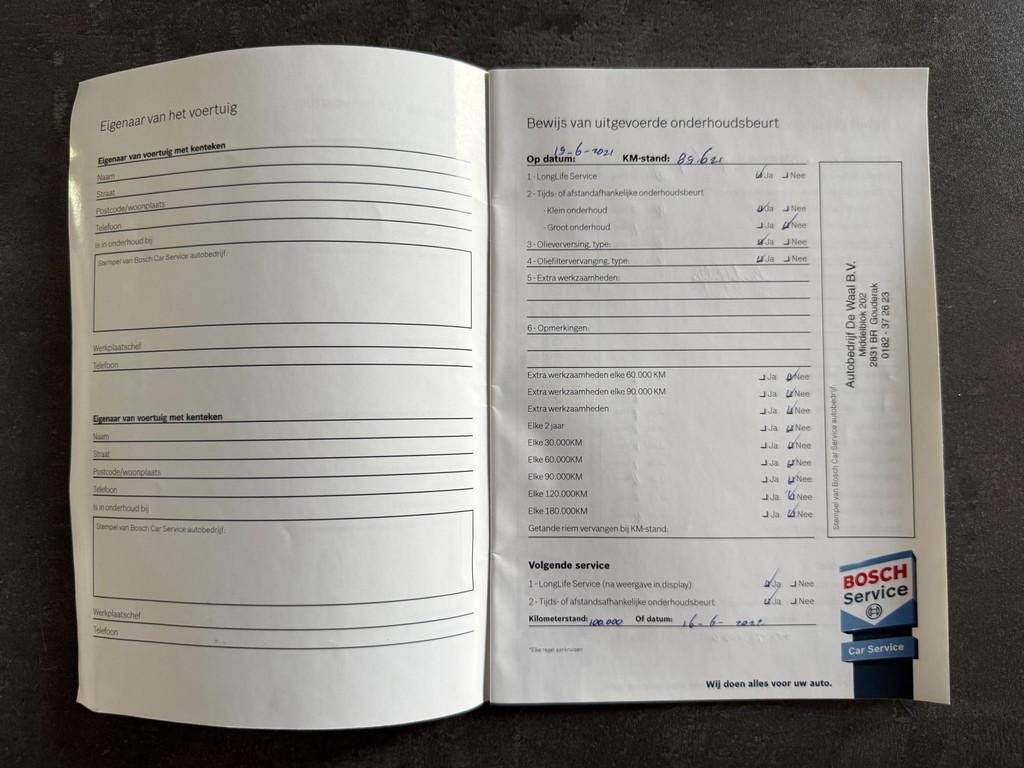 Eigenaar van het voertuig
Eigenaar van voertuig met kenteken
Naam
Straat
Postcode/woonplaats
Telefoon
Is in onderhoud bij
Stempel van Bosch Car Service autobedrijf:
Werkplaatschef
Telefoon
Eigenaar van voertuig met kenteken
Naam
Straat
Postcode/woonplaats
Telefoon
Is in onderhoud bij
Stempel van Bosch Car Service autobedrijf:
Werkplaatschef
Telefoon
Bewijs van uitgevoerde onderhoudsbeurt
Op datum: -6-2021 KM-stand: 89.621
1 - LongLife Service Ja Nee
2 - Tijds- of afstandafhankelijke onderhoudsbeurt
- Klein onderhoud Ja Nee
- Groot onderhoud Ja Nee
3 - Olieverversing, type: Ja Nee
4 - Oliefiltervervanging, type: Ja Nee
5 - Extra werkzaamheden:
6 - Opmerkingen:
Extra werkzaamheden elke 60.000 KM Ja Nee
Extra werkzaamheden elke 90.000 KM Ja Nee
Extra werkzaamheden Ja Nee
Elke 2 jaar Ja Nee
Elke 30.000KM Ja Nee
Elke 60.000KM Ja Nee
Elke 90.000KM Ja Nee
Elke 120.000KM Ja Nee
Elke 180.000KM Ja Nee
Getande riem vervangen bij KM-stand:
Stempel van Bosch Car Service autobedrijf:
Autobedrijf De Waal B.V.
Middelblok 202
2831 BR Gouderak
0182 - 37 26 23
Volgende service
1 - LongLife Service (na weergave in display) Ja Nee
2 - Tijds- of afstandsafhankelijke onderhoudsbeurt Ja Nee
Kilometerstand: 100.000 Of datum: 16-6-2022
*Elke regel aankruisen
BOSCH
Service
Car Service
Wij doen alles voor uw auto.